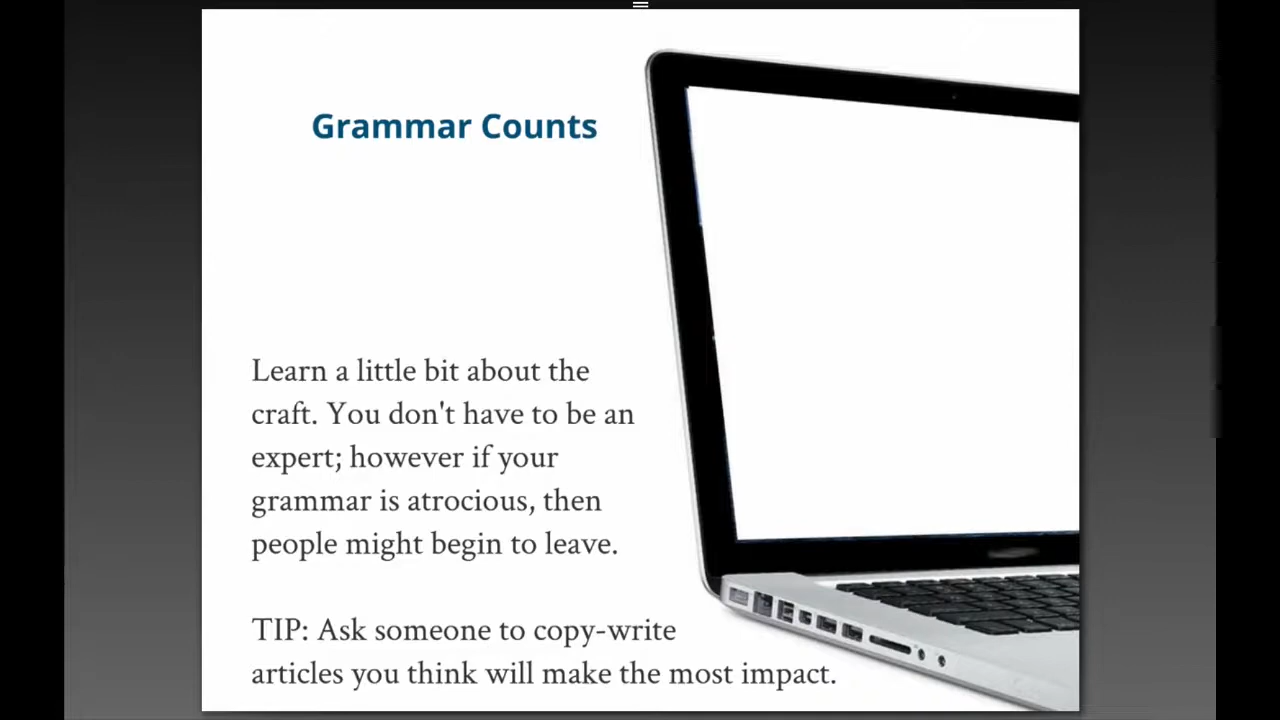 Grammar Counts
Learn a little bit about the
craft. You don't have to be an
expert; however if your
grammar is atrocious, then
people might begin to leave.
TIP: Ask someone to copy-write
articles you think will make the most impact.